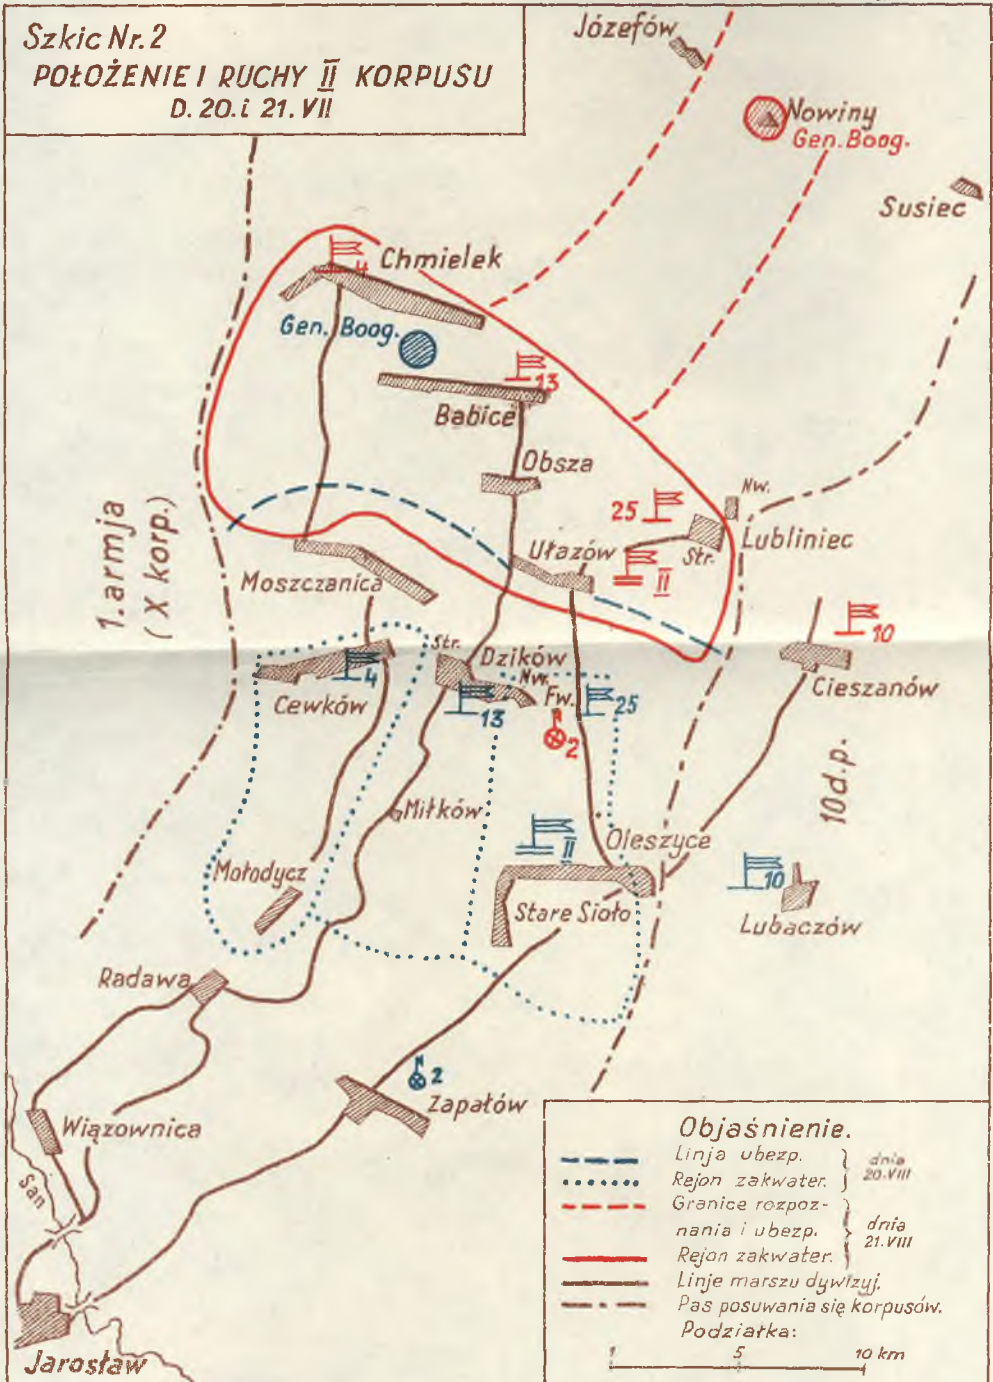 Szkic Nr. 2
POŁOŻENIE I RUCHY II KORPUSU
D. 20. i 21. VII
Józefów
Nowiny
Gen. Boog.
Susiec
4
Chmielek
Gen. Boog.
13
Babice
Obsza
Nw.
25
Lubliniec
Str.
Ułazów
II
1. armja
(X korp.)
Moszczanica
10
Str.
Dzików
Nw.
4
Cewków
13
Fw.
25
Cieszanów
2
10 d.p.
Miłków
Oleszyce
II
Mołodycz
10
Stare Sioło
Lubaczów
Radawa
2
Zapałów
Wiązownica
San
Jarosław
Objaśnienie.
Linja ubezp.
Rejon zakwater.
dnia
20.VIII
Granice rozpoz-
nania i ubezp.
Rejon zakwater.
dnia
21.VIII
Linje marszu dywizyj.
Pas posuwania się korpusów.
Podziałka:
1 5 10 km